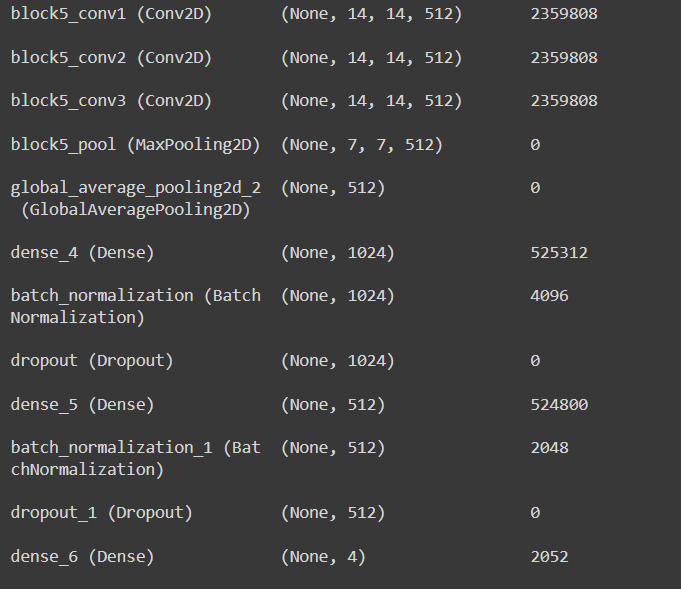 block5_conv1 (Conv2D) (None, 14, 14, 512) 2359808
block5_conv2 (Conv2D) (None, 14, 14, 512) 2359808
block5_conv3 (Conv2D) (None, 14, 14, 512) 2359808
block5_pool (MaxPooling2D) (None, 7, 7, 512) 0
global_average_pooling2d_2 (None, 512) 0
(GlobalAveragePooling2D)
dense_4 (Dense) (None, 1024) 525312
batch_normalization (Batch (None, 1024) 4096
Normalization)
dropout (Dropout) (None, 1024) 0
dense_5 (Dense) (None, 512) 524800
batch_normalization_1 (Bat (None, 512) 2048
chNormalization)
dropout_1 (Dropout) (None, 512) 0
dense_6 (Dense) (None, 4) 2052